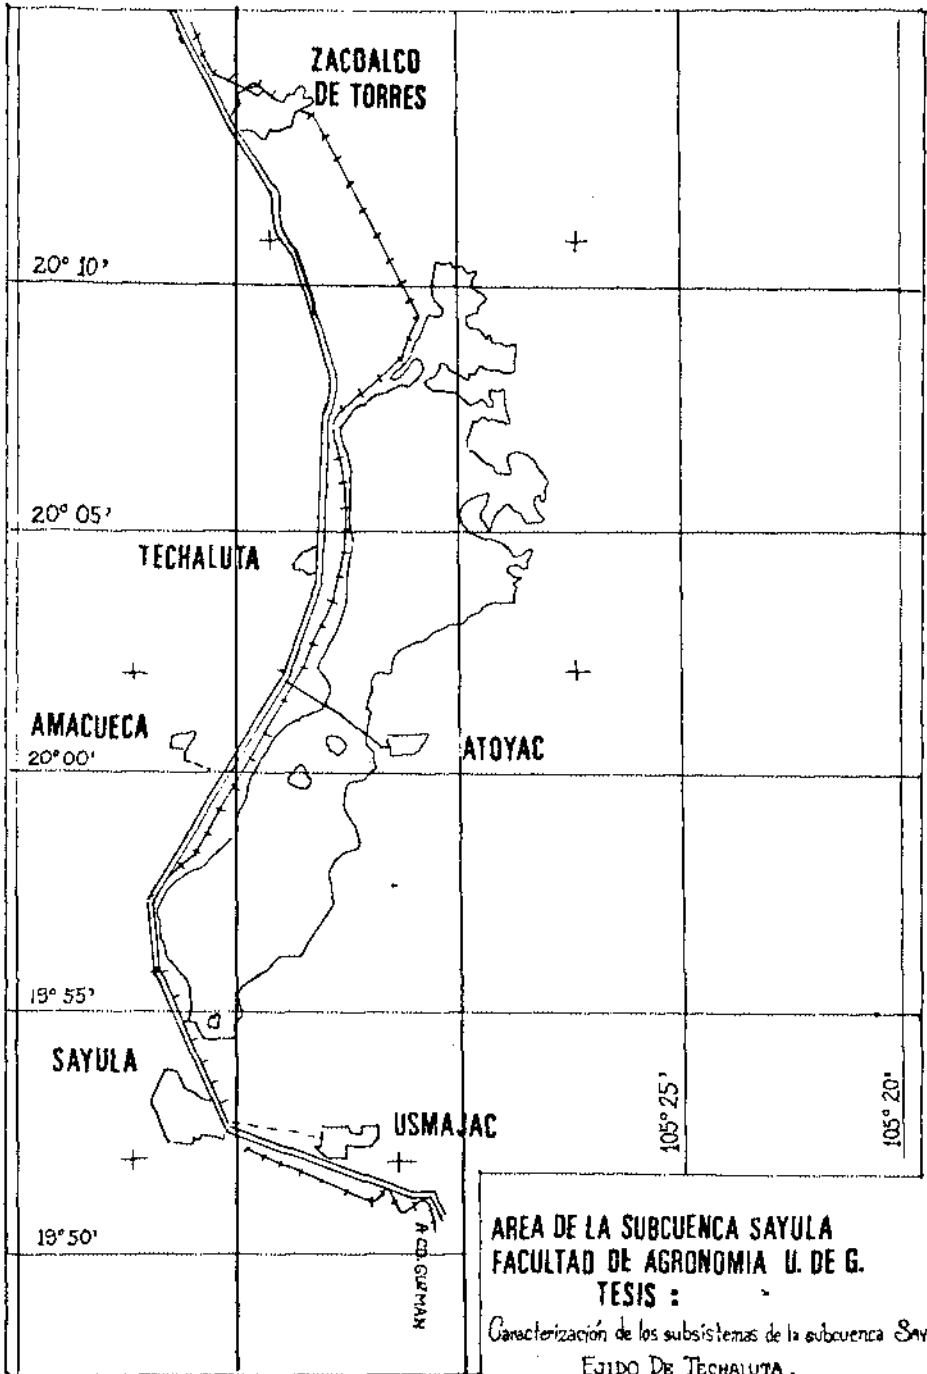 ZACOALCO
DE TORRES
20° 10'
20° 05'
TECHALUTA
AMACUECA
20° 00'
ATOYAC
19° 55'
SAYULA
USMAJAC
105° 25'
105° 20'
19° 50'
A CD. GUZMAN
AREA DE LA SUBCUENCA SAYULA
FACULTAD DE AGRONOMIA U. DE G.
TESIS :
Caracterización de los subsistemas de la subcuenca SAY
EJIDO DE TECHALUTA.